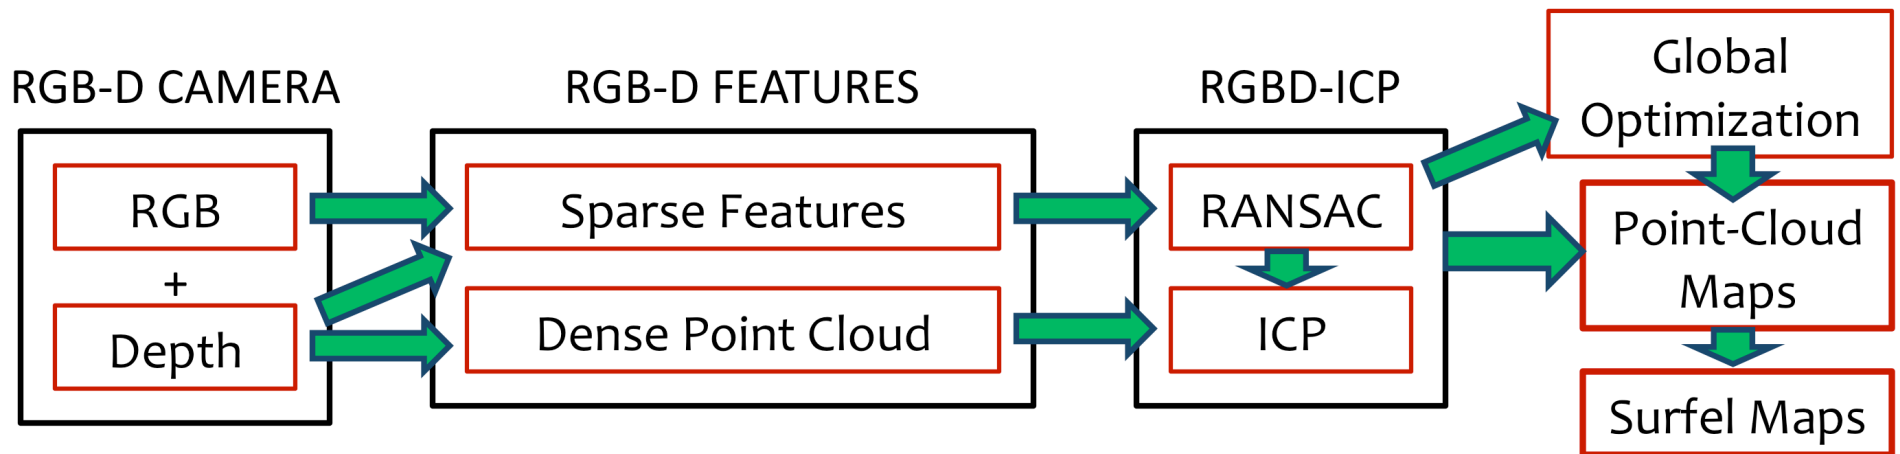 RGB-D CAMERA
RGB
+
Depth
RGB-D FEATURES
Sparse Features
Dense Point Cloud
RGBD-ICP
RANSAC
ICP
Global
Optimization
Point-Cloud
Maps
Surfel Maps